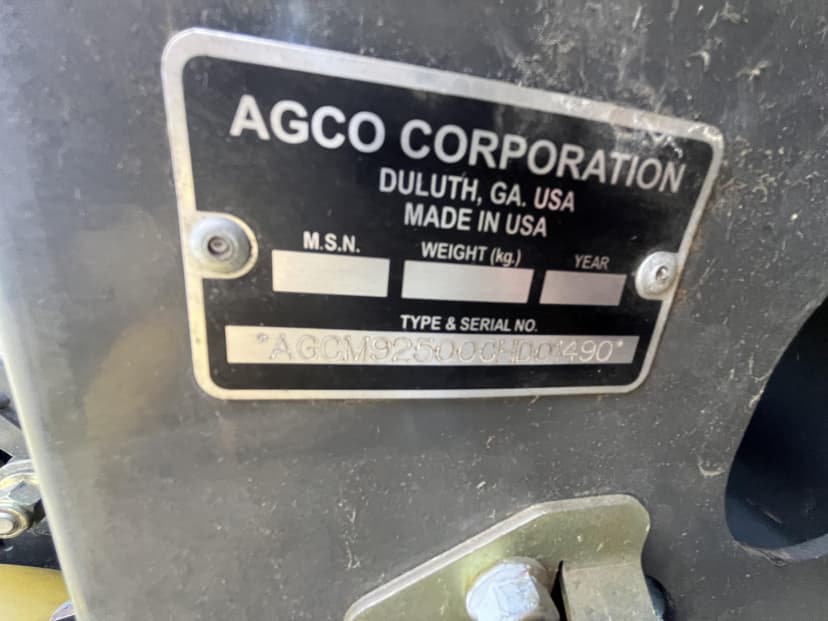 AGCO CORPORATION
DULUTH, GA. USA
MADE IN USA
M.S.N. WEIGHT (kg.) YEAR
TYPE & SERIAL NO.
*AGCM92500CHD01490*